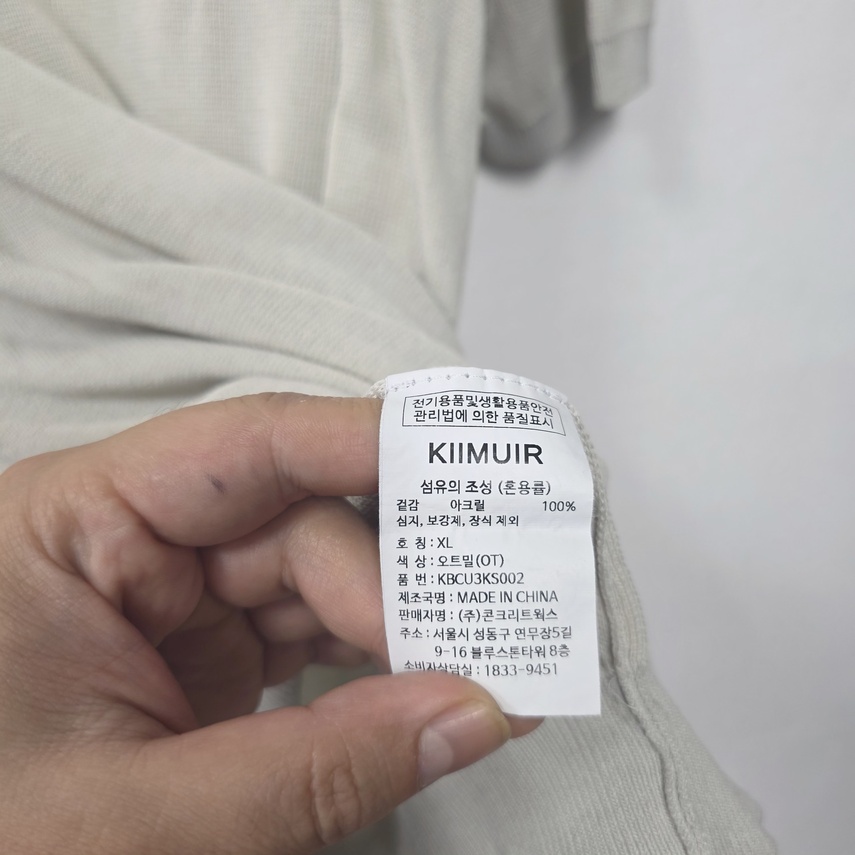 전기용품및생활용품안전
관리법에 의한 품질표시
KIIMUIR
섬유의 조성 (혼용률)
겉감 아크릴 100%
심지, 보강제, 장식 제외
호 칭 : XL
색 상 : 오트밀(OT)
품 번 : KBCU3KS002
제조국명 : MADE IN CHINA
판매자명 : (주)콘크리트웍스
주소 : 서울시 성동구 연무장5길
9-16 블루스톤타워 8층
소비자상담실 : 1833-9451